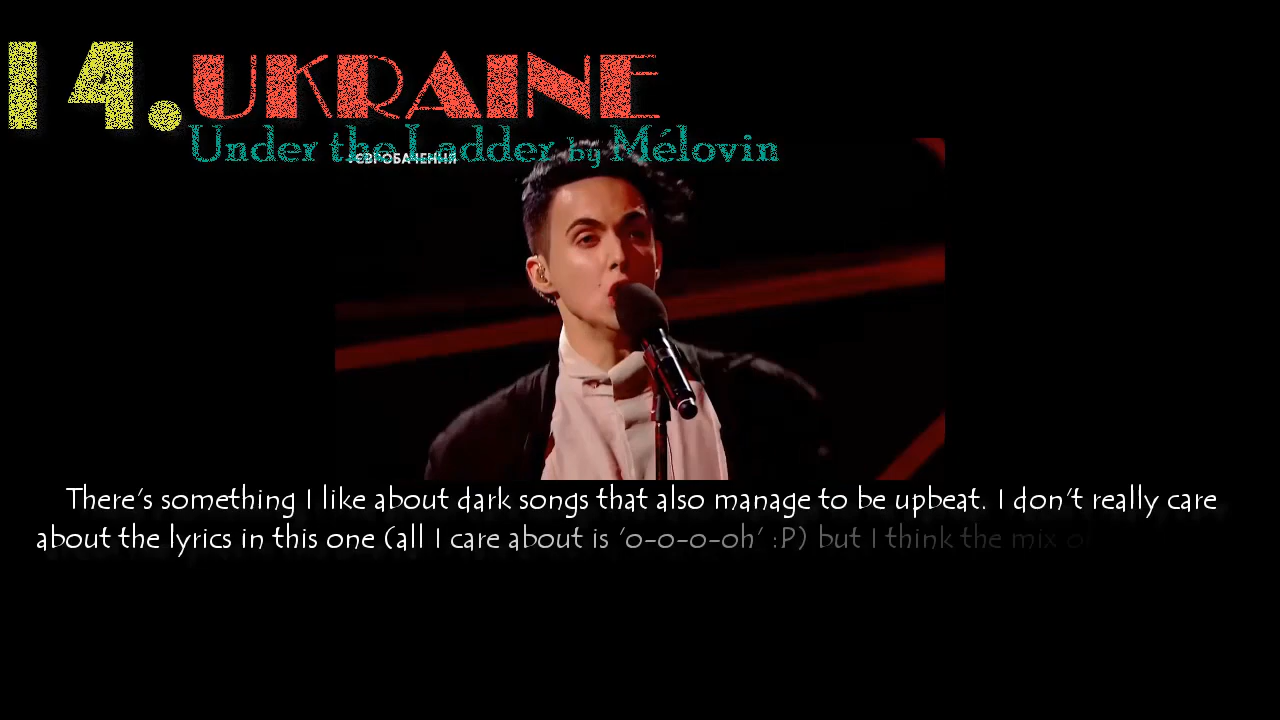 14. UKRAINE
Under the Ladder by Mélovin
ЄВРОБАЧЕННЯ
There's something I like about dark songs that also manage to be upbeat. I don't really care
about the lyrics in this one (all I care about is 'o-o-o-oh' :P) but I think the mix